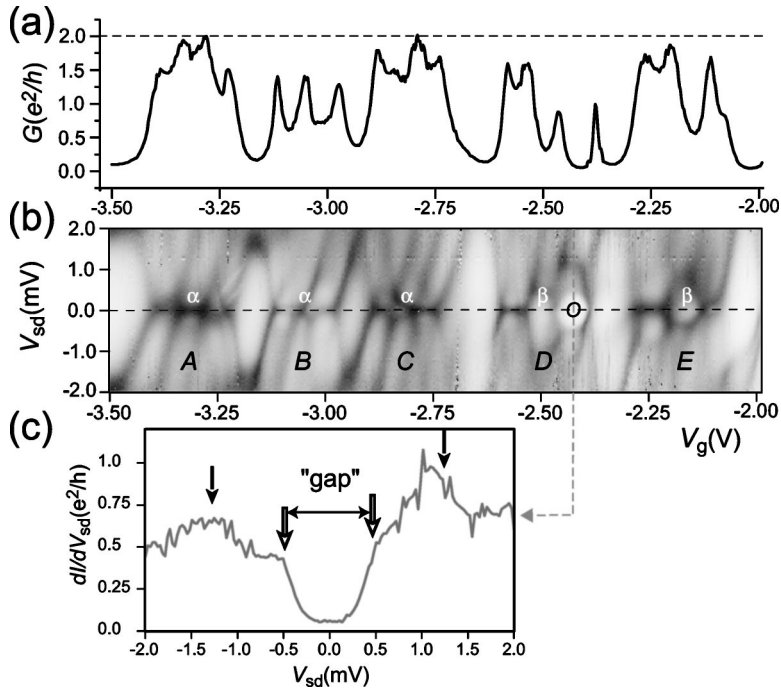 (a)
G(e²/h)
2.0
1.5
1.0
0.5
0.0
-3.50 -3.25 -3.00 -2.75 -2.50 -2.25 -2.00
(b)
V_sd(mV)
2.0
1.0
0.0
-1.0
-2.0
α α α β β
A B C D E
-3.50 -3.25 -3.00 -2.75 -2.50 -2.25 -2.00
V_g(V)
(c)
dI/dV_sd(e²/h)
1.0
0.75
0.5
0.25
0.0
"gap"
-2.0 -1.5 -1.0 -0.5 0.0 0.5 1.0 1.5 2.0
V_sd(mV)